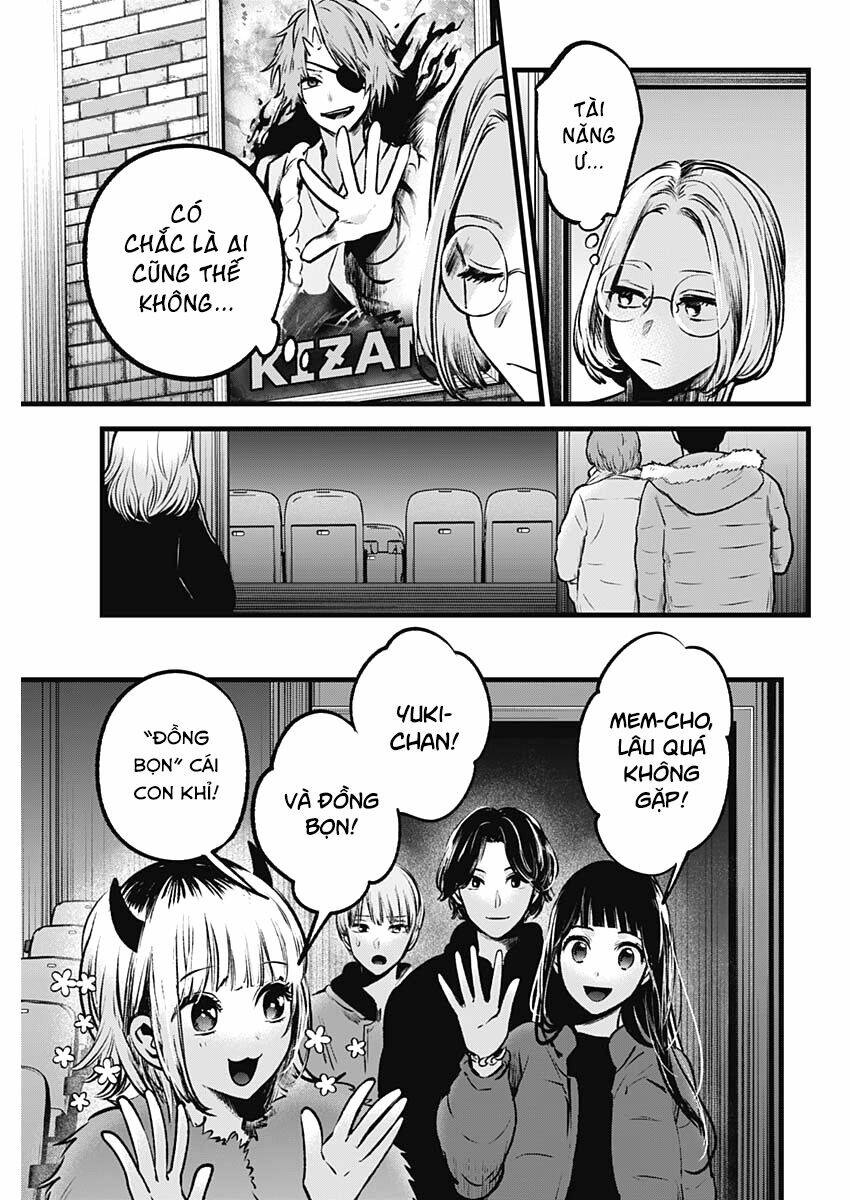 TÀI
NĂNG
Ư...
CÓ
CHẮC LÀ AI
CŨNG THẾ
KHÔNG...
KIZAN
MEM-CHO,
LÂU QUÁ
KHÔNG
GẶP!
YUKI-
CHAN!
VÀ ĐỒNG
BỌN!
"ĐỒNG
BỌN" CÁI
CON KHỈ!